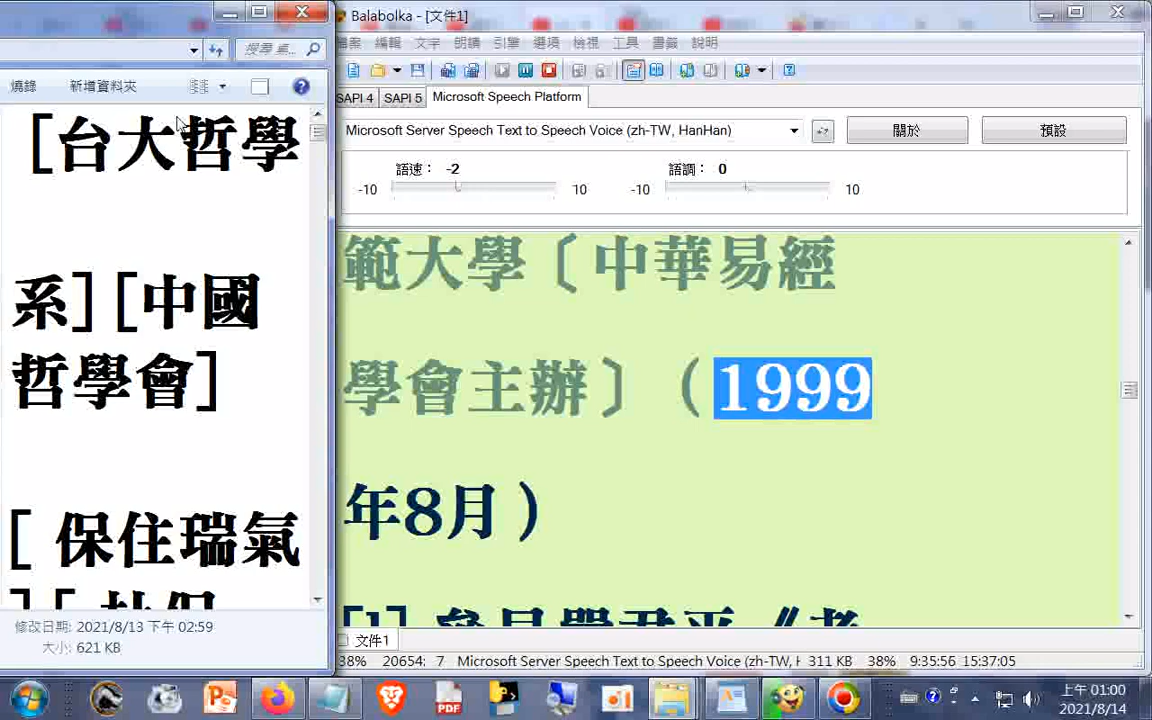 搜尋 桌...
燒錄 新增資料夾
[台大哲學
系][中國
哲學會]
[ 保住瑞氣
修改日期: 2021/8/13 下午 02:59
大小: 621 KB
Balabolka - [文件1]
檔案 編輯 文字 朗讀 引擎 選項 檢視 工具 書籤 說明
SAPI 4 SAPI 5 Microsoft Speech Platform
Microsoft Server Speech Text to Speech Voice (zh-TW, HanHan) 關於 預設
語速: -2 語調: 0
-10 10 -10 10
範大學〔中華易經
學會主辦〕（1999
年8月）
文件1
38% 20654: 7 Microsoft Server Speech Text to Speech Voice (zh-TW, H 311 KB 38% 9:35:56 15:37:05
PDF
上午 01:00
2021/8/14